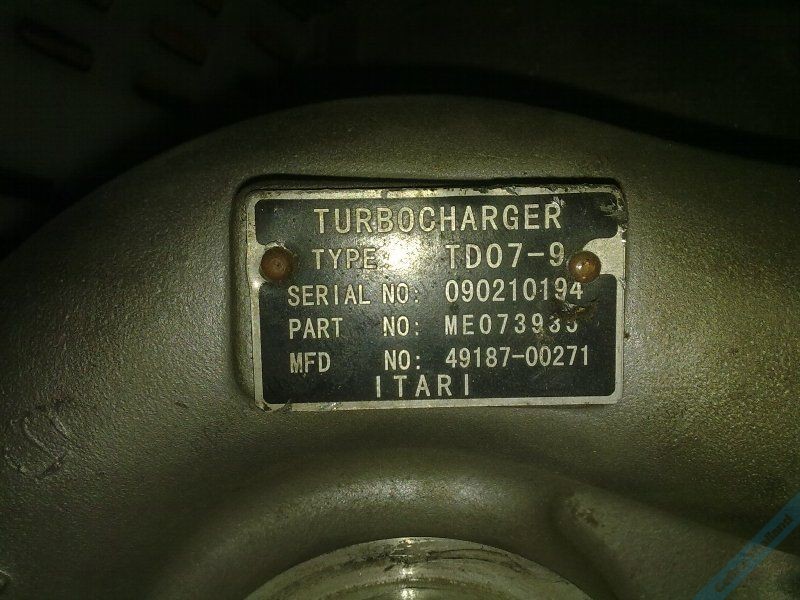 TURBOCHARGER
TYPE: TD07-9
SERIAL NO: 090210194
PART NO: ME073935
MFD NO: 49187-00271
ITARI